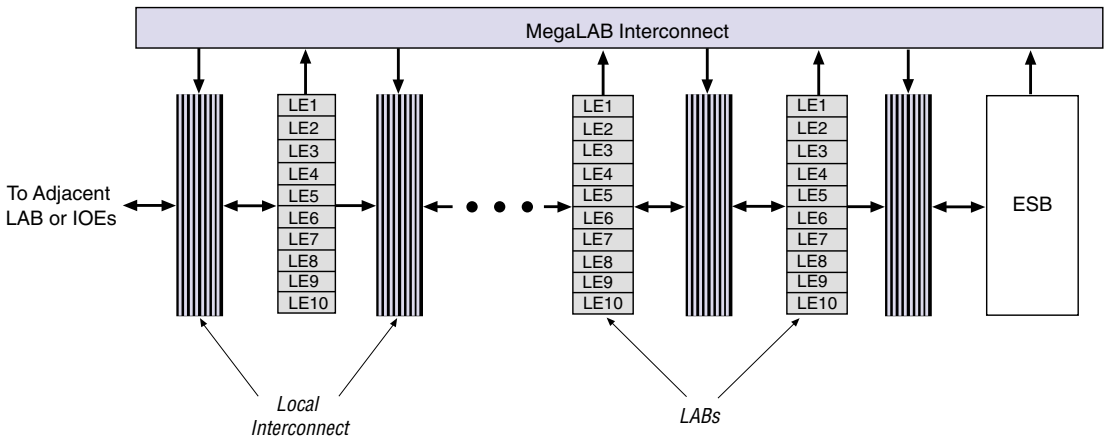 MegaLAB Interconnect
To Adjacent
LAB or IOEs
LE1
LE2
LE3
LE4
LE5
LE6
LE7
LE8
LE9
LE10
LE1
LE2
LE3
LE4
LE5
LE6
LE7
LE8
LE9
LE10
LE1
LE2
LE3
LE4
LE5
LE6
LE7
LE8
LE9
LE10
ESB
Local
Interconnect
LABs